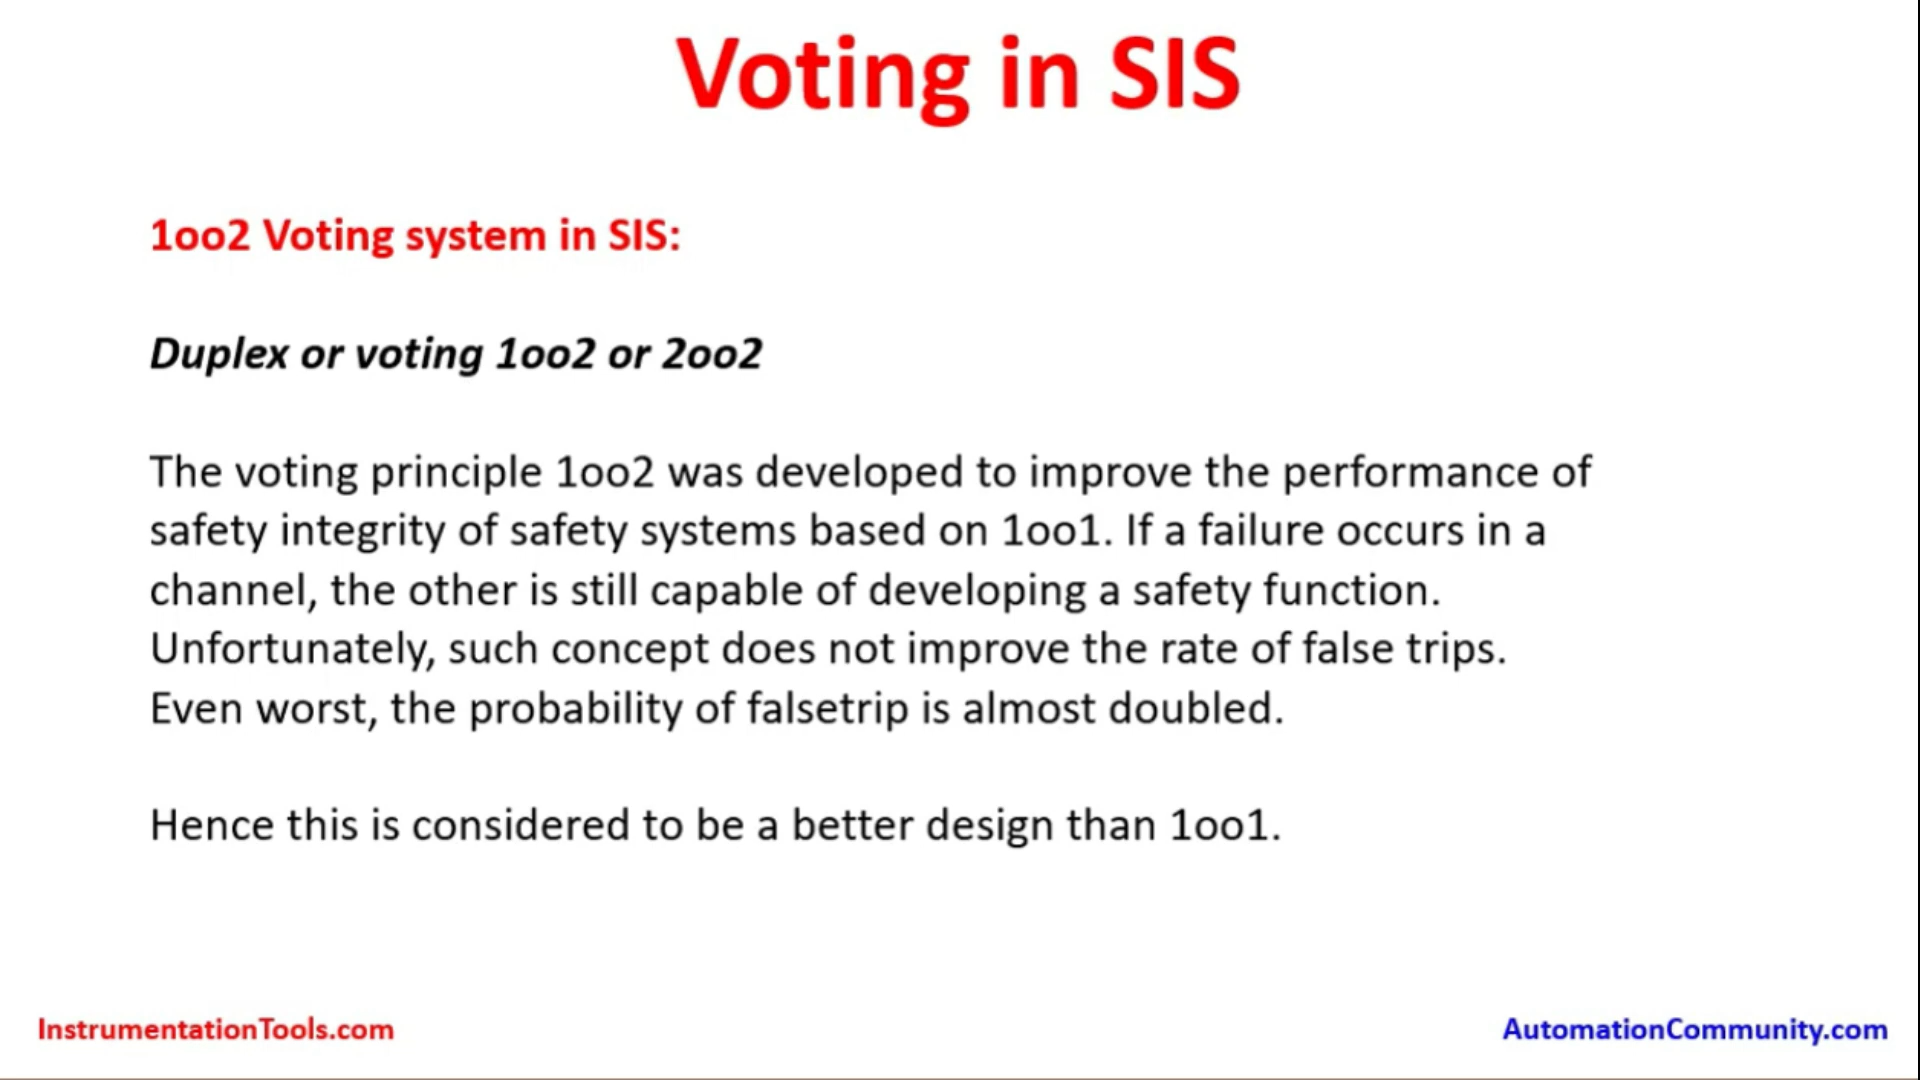 Voting in SIS
1oo2 Voting system in SIS:
Duplex or voting 1oo2 or 2oo2
The voting principle 1oo2 was developed to improve the performance of
safety integrity of safety systems based on 1oo1. If a failure occurs in a
channel, the other is still capable of developing a safety function.
Unfortunately, such concept does not improve the rate of false trips.
Even worst, the probability of falsetrip is almost doubled.
Hence this is considered to be a better design than 1oo1.
InstrumentationTools.com
AutomationCommunity.com